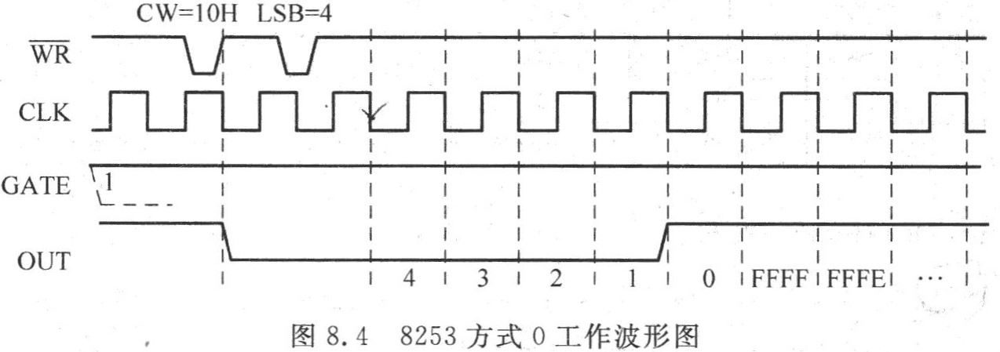 CW=10H LSB=4
WR
CLK
GATE 1
OUT
4 3 2 1 0 FFFF FFFE ...
图 8.4 8253 方式 0 工作波形图